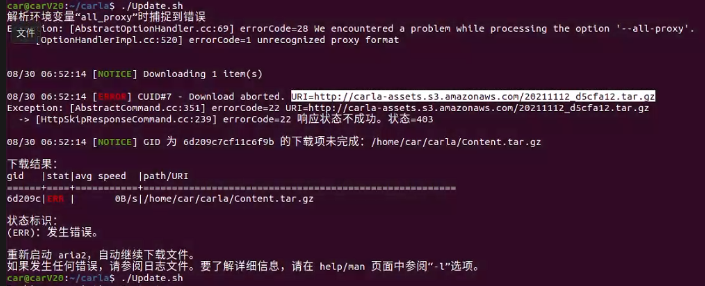 car@carV20:~/carla$ ./Update.sh
解析环境变量“all_proxy”时捕捉到错误
Exception: [AbstractOptionHandler.cc:69] errorCode=28 We encountered a problem while processing the option '--all-proxy'.
文件 [OptionHandlerImpl.cc:520] errorCode=1 unrecognized proxy format
08/30 06:52:14 [NOTICE] Downloading 1 item(s)
08/30 06:52:14 [ERROR] CUID#7 - Download aborted. URI=http://carla-assets.s3.amazonaws.com/20211112_d5cfa12.tar.gz
Exception: [AbstractCommand.cc:351] errorCode=22 URI=http://carla-assets.s3.amazonaws.com/20211112_d5cfa12.tar.gz
-> [HttpSkipResponseCommand.cc:239] errorCode=22 响应状态不成功。状态=403
08/30 06:52:14 [NOTICE] GID 为 6d209c7cf11c6f9b 的下载项未完成：/home/car/carla/Content.tar.gz
下载结果：
gid   |stat|avg speed  |path/URI
======+====+===========+=======================================================
6d209c|ERR |       0B/s|/home/car/carla/Content.tar.gz
状态标识：
(ERR)：发生错误。
重新启动 aria2，自动继续下载文件。
如果发生任何错误，请参阅日志文件。要了解详细信息，请在 help/man 页面中参阅“-l”选项。
car@carV20:~/carla$ ./Update.sh